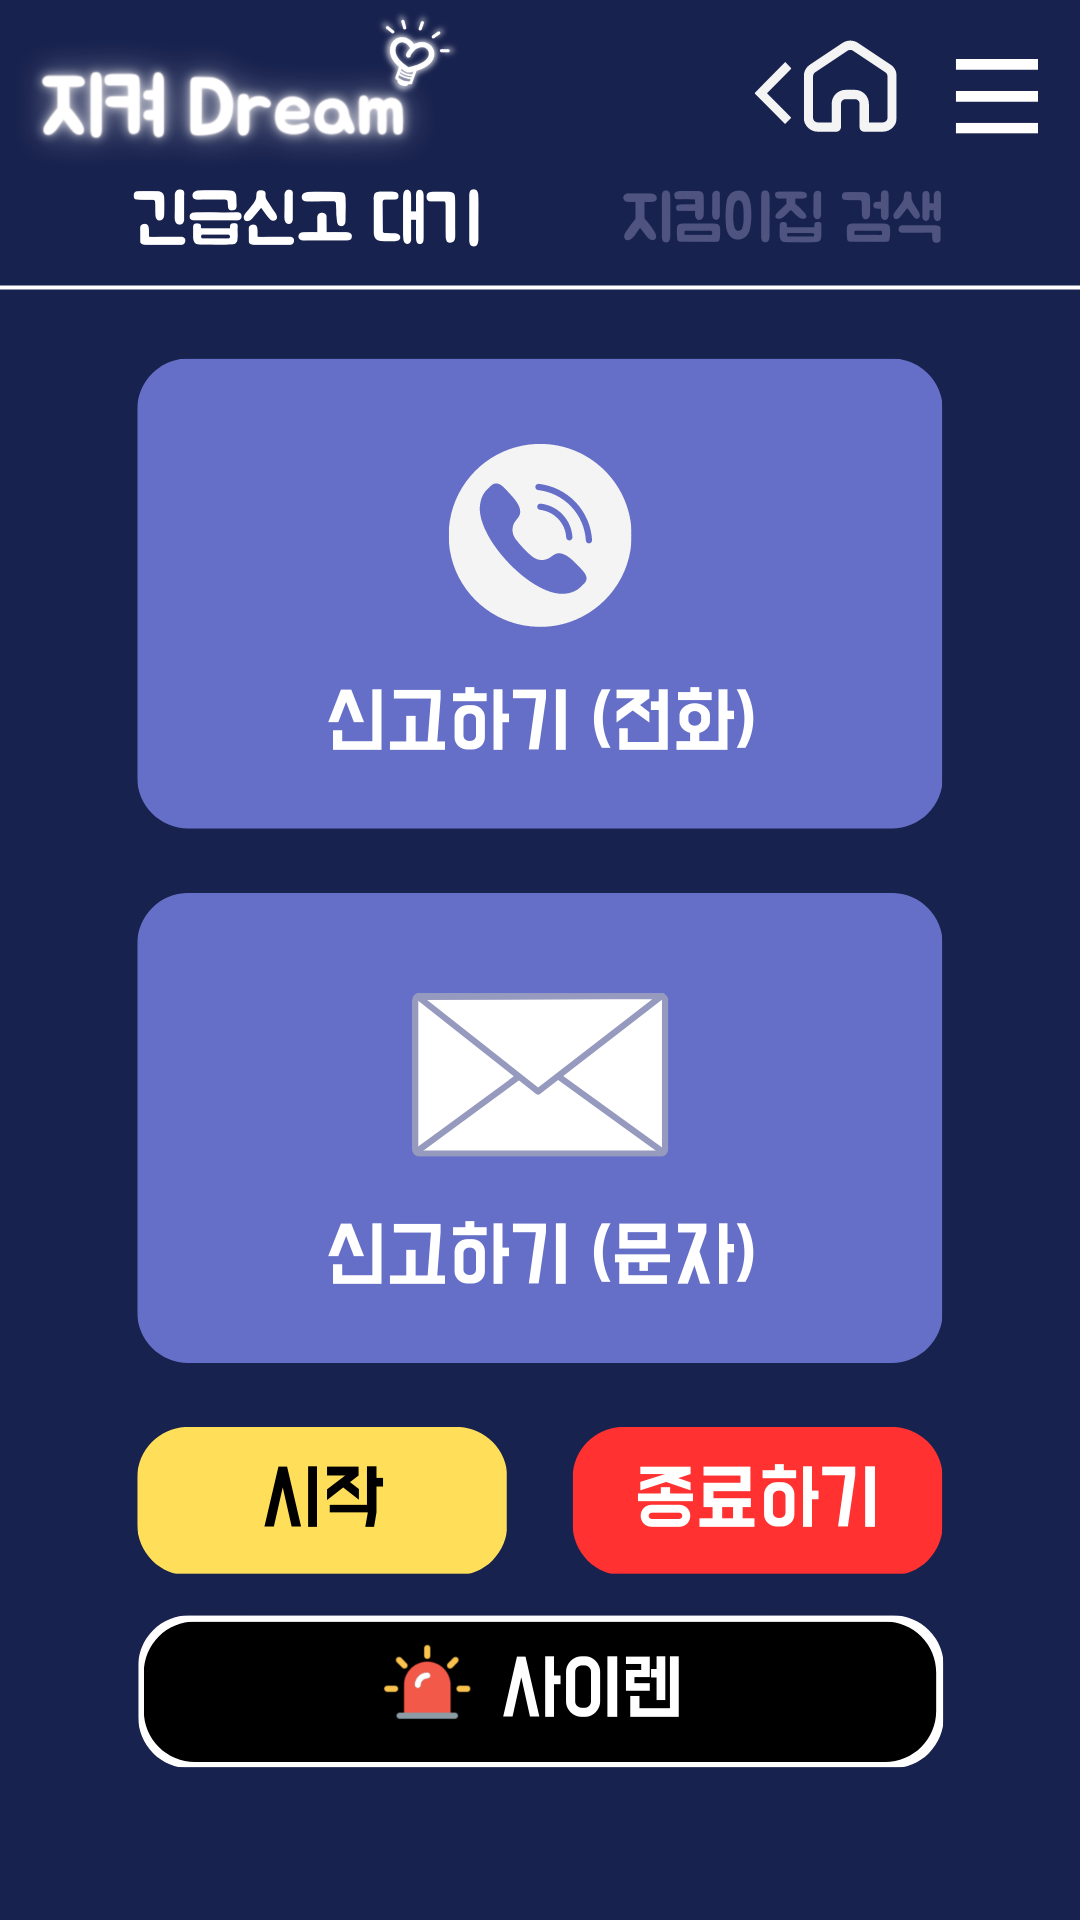 지켜 Dream
긴급신고 대기
지킴이집 검색
신고하기 (전화)
신고하기 (문자)
시작
종료하기
사이렌